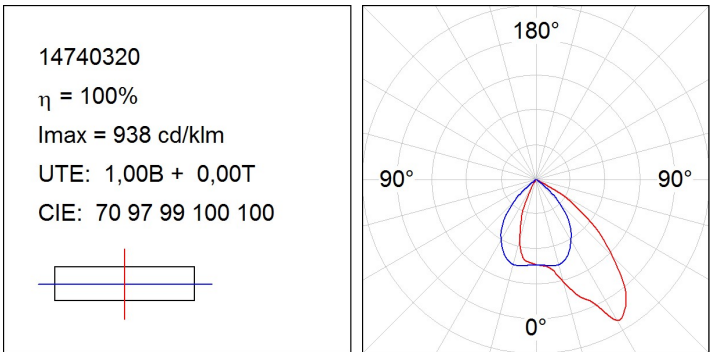 14740320
η = 100%
Imax = 938 cd/klm
UTE: 1,00B + 0,00T
CIE: 70 97 99 100 100
180°
90° 90°
0°